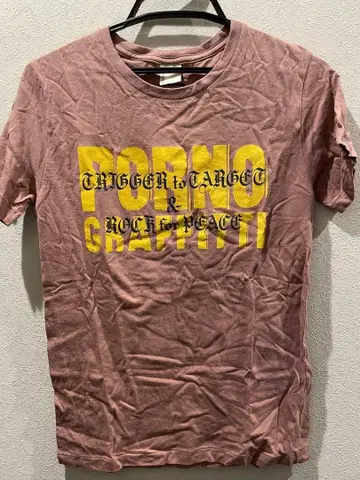 PORNO
TRIGGER to TARGET
&
ROCK for PEACE
GRAFFITTI